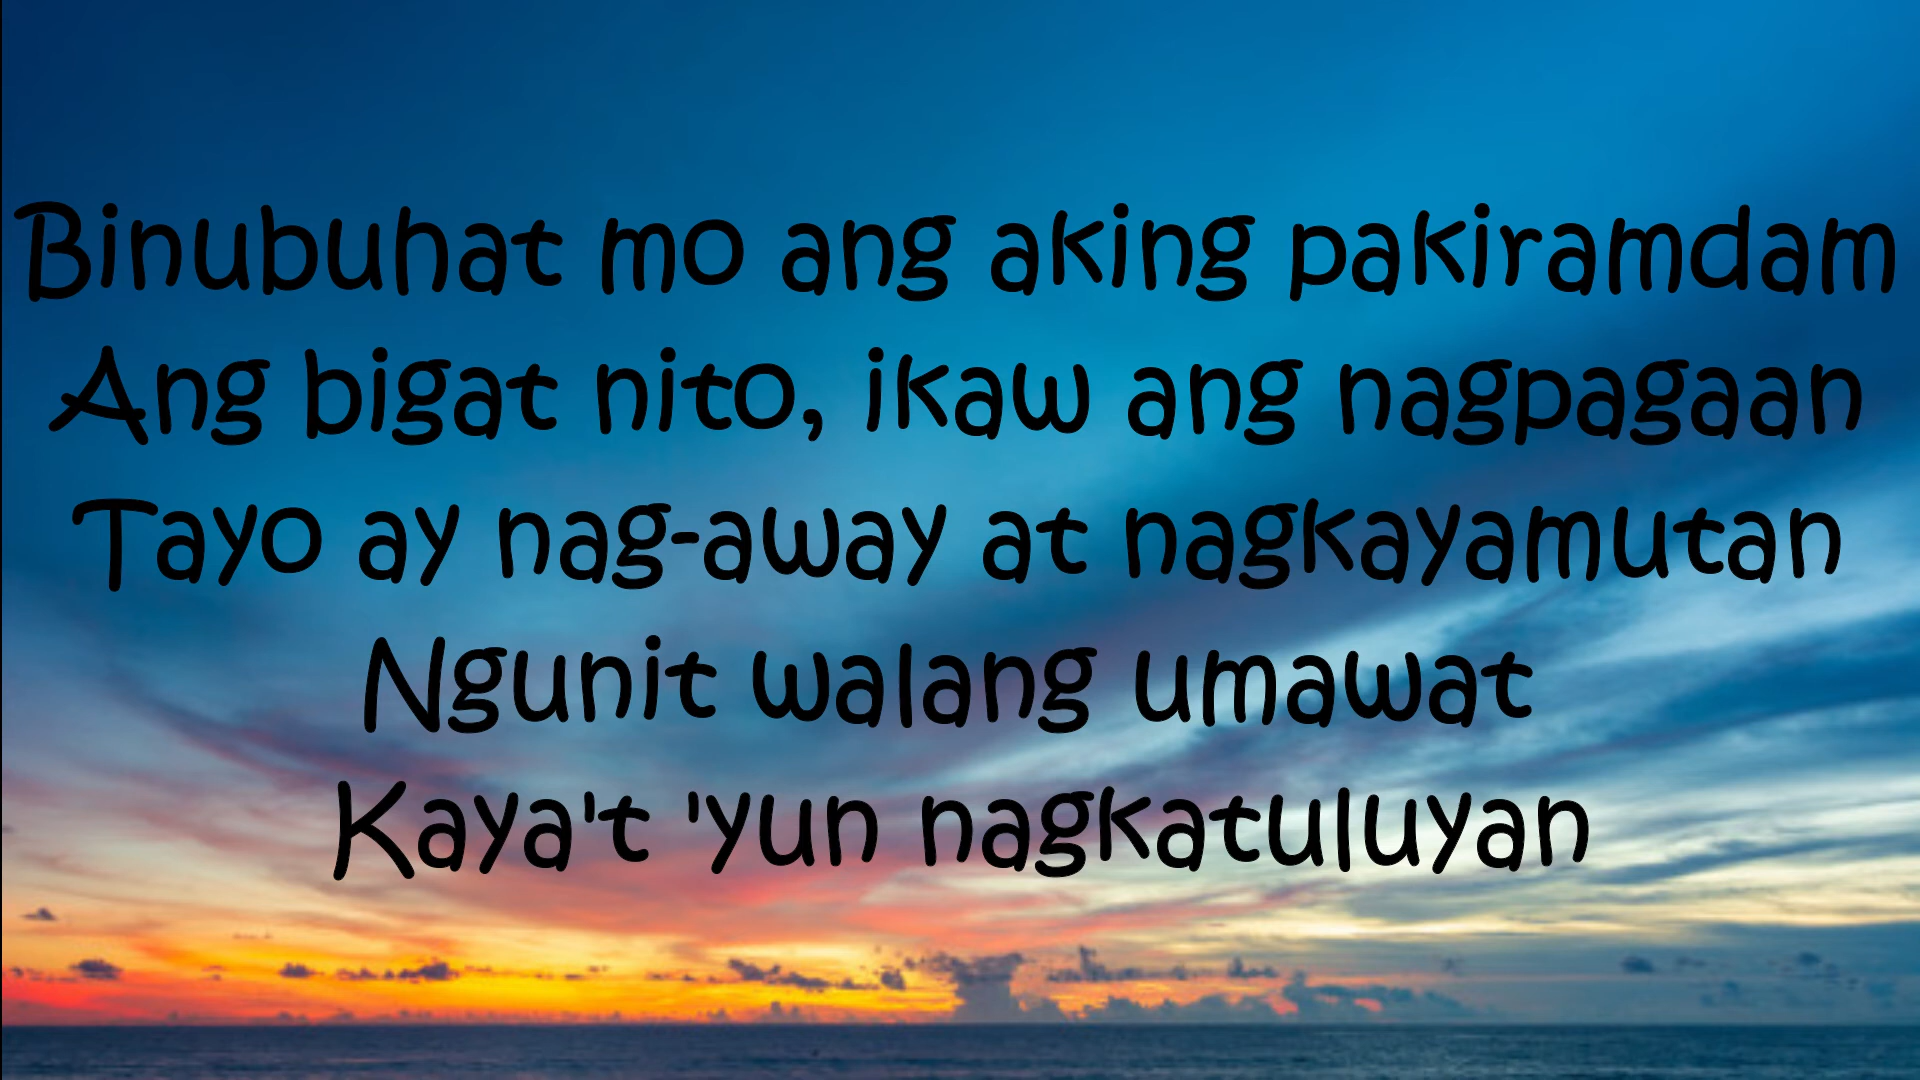 Binubuhat mo ang aking pakiramdam
Ang bigat nito, ikaw ang nagpagaan
Tayo ay nag-away at nagkayamutan
Ngunit walang umawat
Kaya't 'yun nagkatuluyan